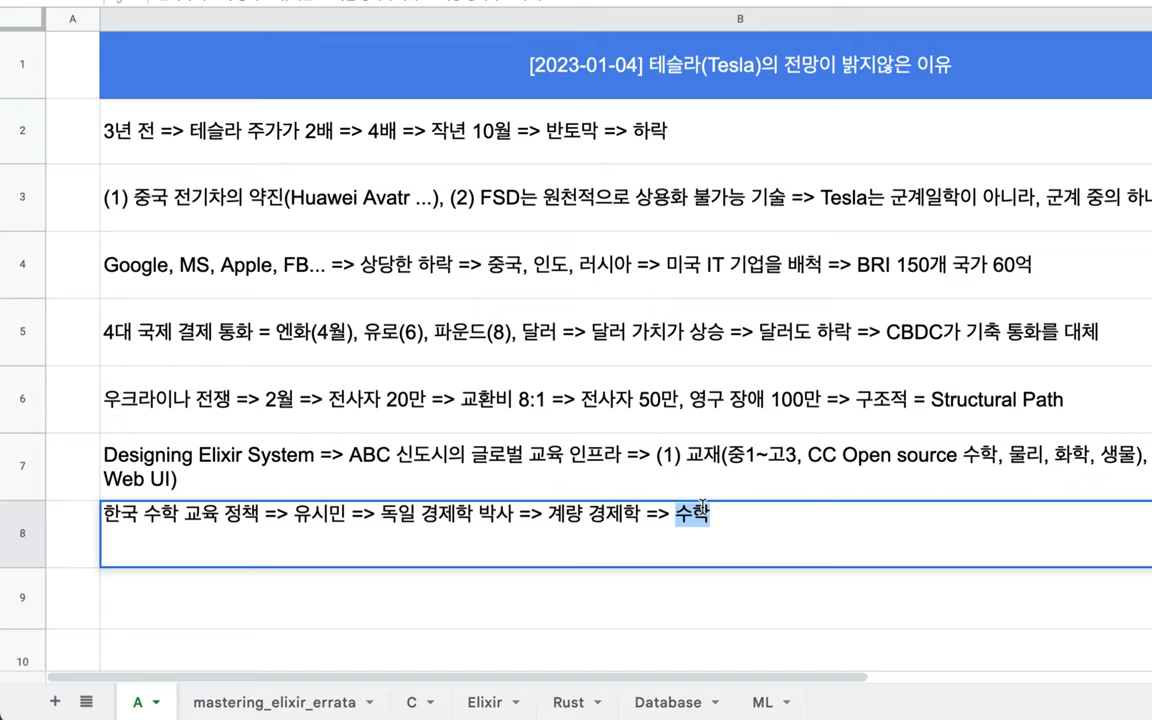 A
B
1
[2023-01-04] 테슬라(Tesla)의 전망이 밝지않은 이유
2
3년 전 => 테슬라 주가가 2배 => 4배 => 작년 10월 => 반토막 => 하락
3
(1) 중국 전기차의 약진(Huawei Avatr ...), (2) FSD는 원천적으로 상용화 불가능 기술 => Tesla는 군계일학이 아니라, 군계 중의
4
Google, MS, Apple, FB... => 상당한 하락 => 중국, 인도, 러시아 => 미국 IT 기업을 배척 => BRI 150개 국가 60억
5
4대 국제 결제 통화 = 엔화(4월), 유로(6), 파운드(8), 달러 => 달러 가치가 상승 => 달러도 하락 => CBDC가 기축 통화를 대체
6
우크라이나 전쟁 => 2월 => 전사자 20만 => 교환비 8:1 => 전사자 50만, 영구 장애 100만 => 구조적 = Structural Path
7
Designing Elixir System => ABC 신도시의 글로벌 교육 인프라 => (1) 교재(중1~고3, CC Open source 수학, 물리, 화학, 생물),
Web UI)
8
한국 수학 교육 정책 => 유시민 => 독일 경제학 박사 => 계량 경제학 => 수학
9
10
+ A mastering_elixir_errata C Elixir Rust Database ML